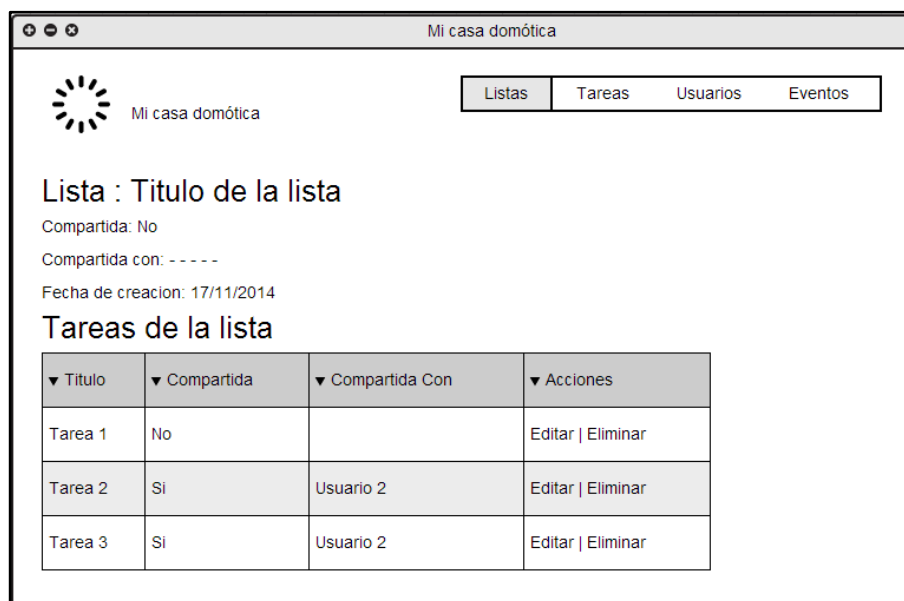 Mi casa domótica
Mi casa domótica
Listas Tareas Usuarios Eventos
Lista : Titulo de la lista
Compartida: No
Compartida con: - - - - -
Fecha de creacion: 17/11/2014
Tareas de la lista
▼ Titulo ▼ Compartida ▼ Compartida Con ▼ Acciones
Tarea 1 No Editar | Eliminar
Tarea 2 Si Usuario 2 Editar | Eliminar
Tarea 3 Si Usuario 2 Editar | Eliminar